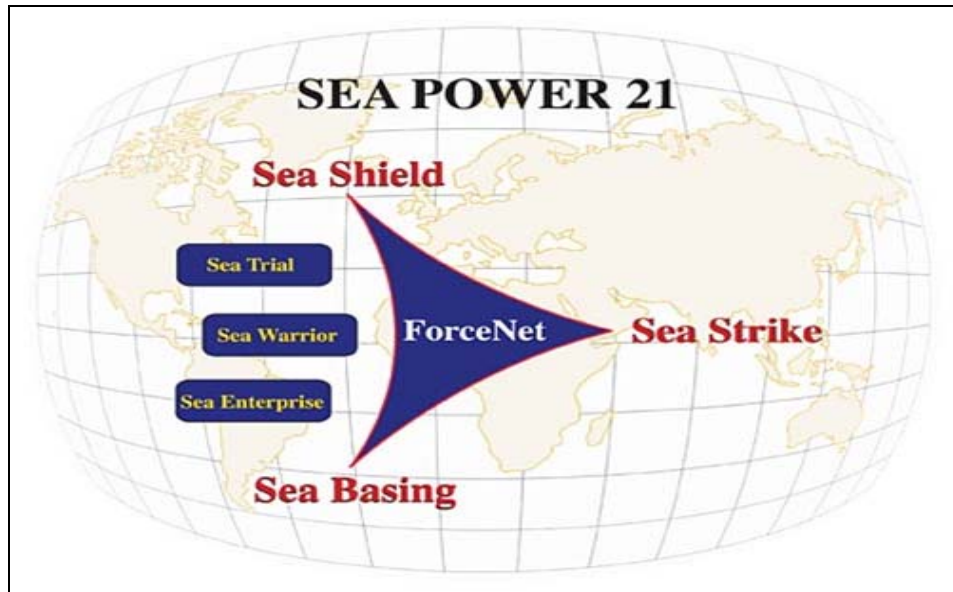 SEA POWER 21
Sea Shield
Sea Trial
Sea Warrior
ForceNet
Sea Strike
Sea Enterprise
Sea Basing